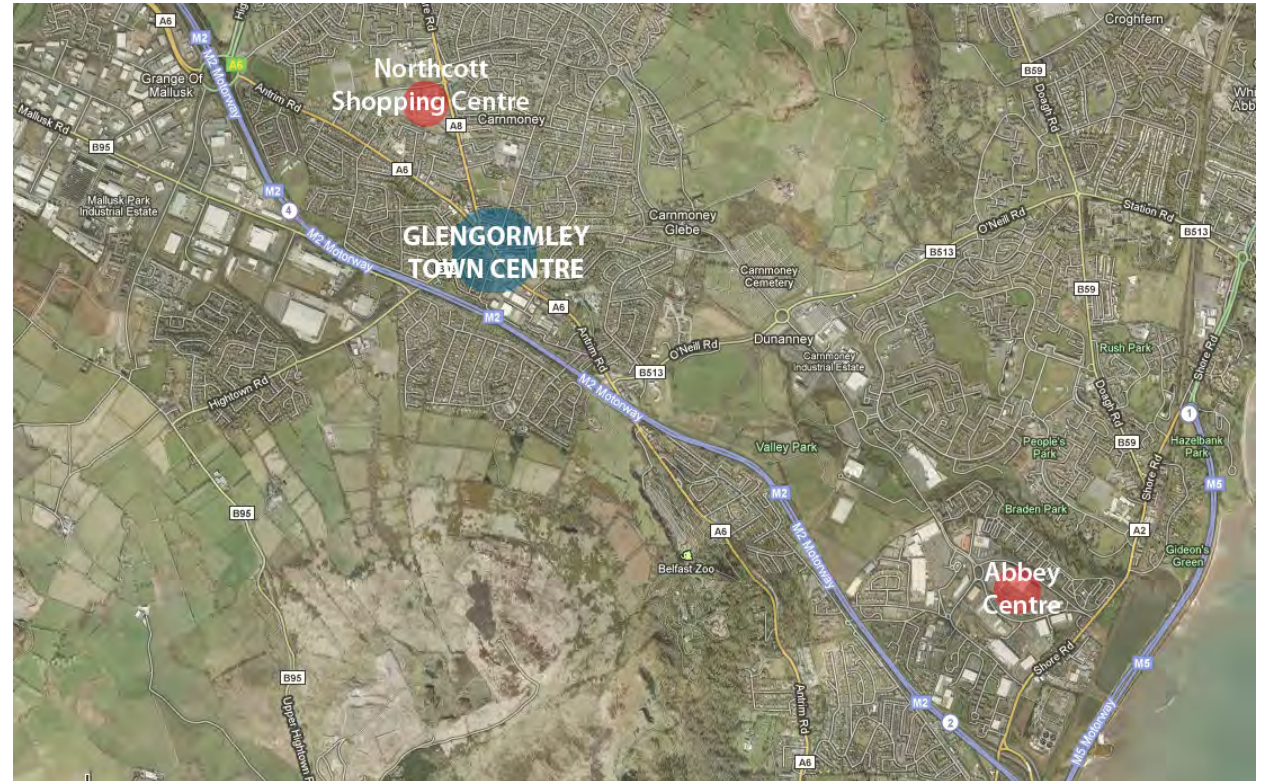 A6
Hig
re Rd
M2
M2 Motorway
A6
Grange Of
Mallusk
Antrim Rd
Northcott
Shopping Centre
Carnmoney
A8
Croghfern
B59
Doagh Rd
Whi
Abb
Mallusk Rd
B95
A6
M2
4
Mallusk Park
Industrial Estate
M2 Motorway
GLENGORMLEY
TOWN CENTRE
Carnmoney
Glebe
O'Neill Rd
Station Rd
B513
B513
Carnmoney
Cemetery
B59
A6
M2
Antrim Rd
O'Neill Rd
Dunanney
B513
Carnmoney
Industrial Estate
Rush Park
Shore Rd
M2 Motorway
Hightown Rd
Doagh Rd
1
Valley Park
People's
Park
B59
Hazelbank
Park
Shore Rd
M5
M2
B95
Braden Park
A6
A2
M2 Motorway
Belfast Zoo
Gideon's
Green
Abbey
Centre
Shore Rd
M5
B95
Upper Hightown R
Antrim Rd
M2
2
M5 Motorway
A6